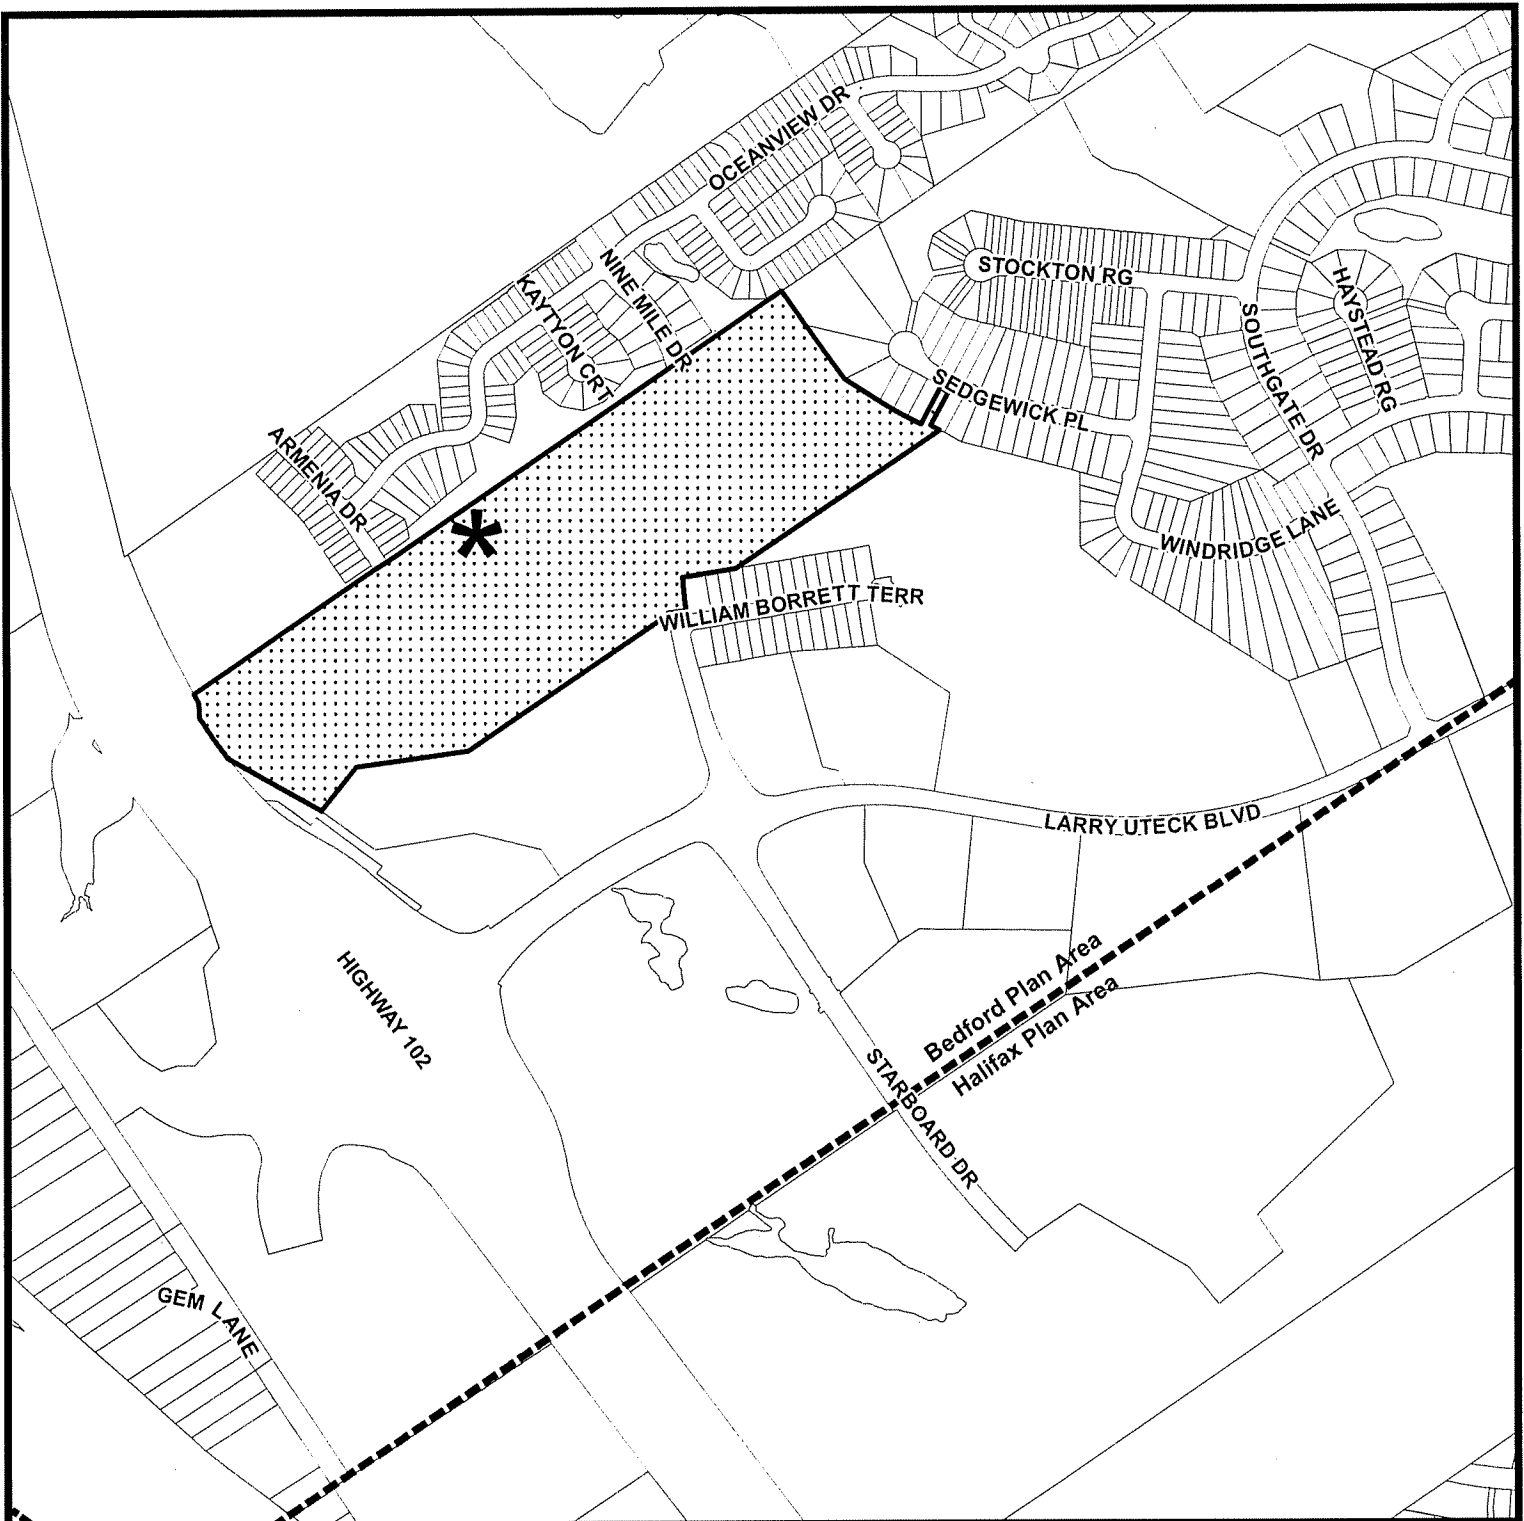 OCEANVIEW DR
NINE MILE DR
KAYTYON CRT
STOCKTON RG
HAYSTEAD RG
SOUTHGATE DR
SEDGEWICK PL
ARMENIA DR
*
WINDRIDGE LANE
WILLIAM BORRETT TERR
LARRY UTECK BLVD
HIGHWAY 102
Bedford Plan Area
Halifax Plan Area
STARBOARD DR
GEM LANE